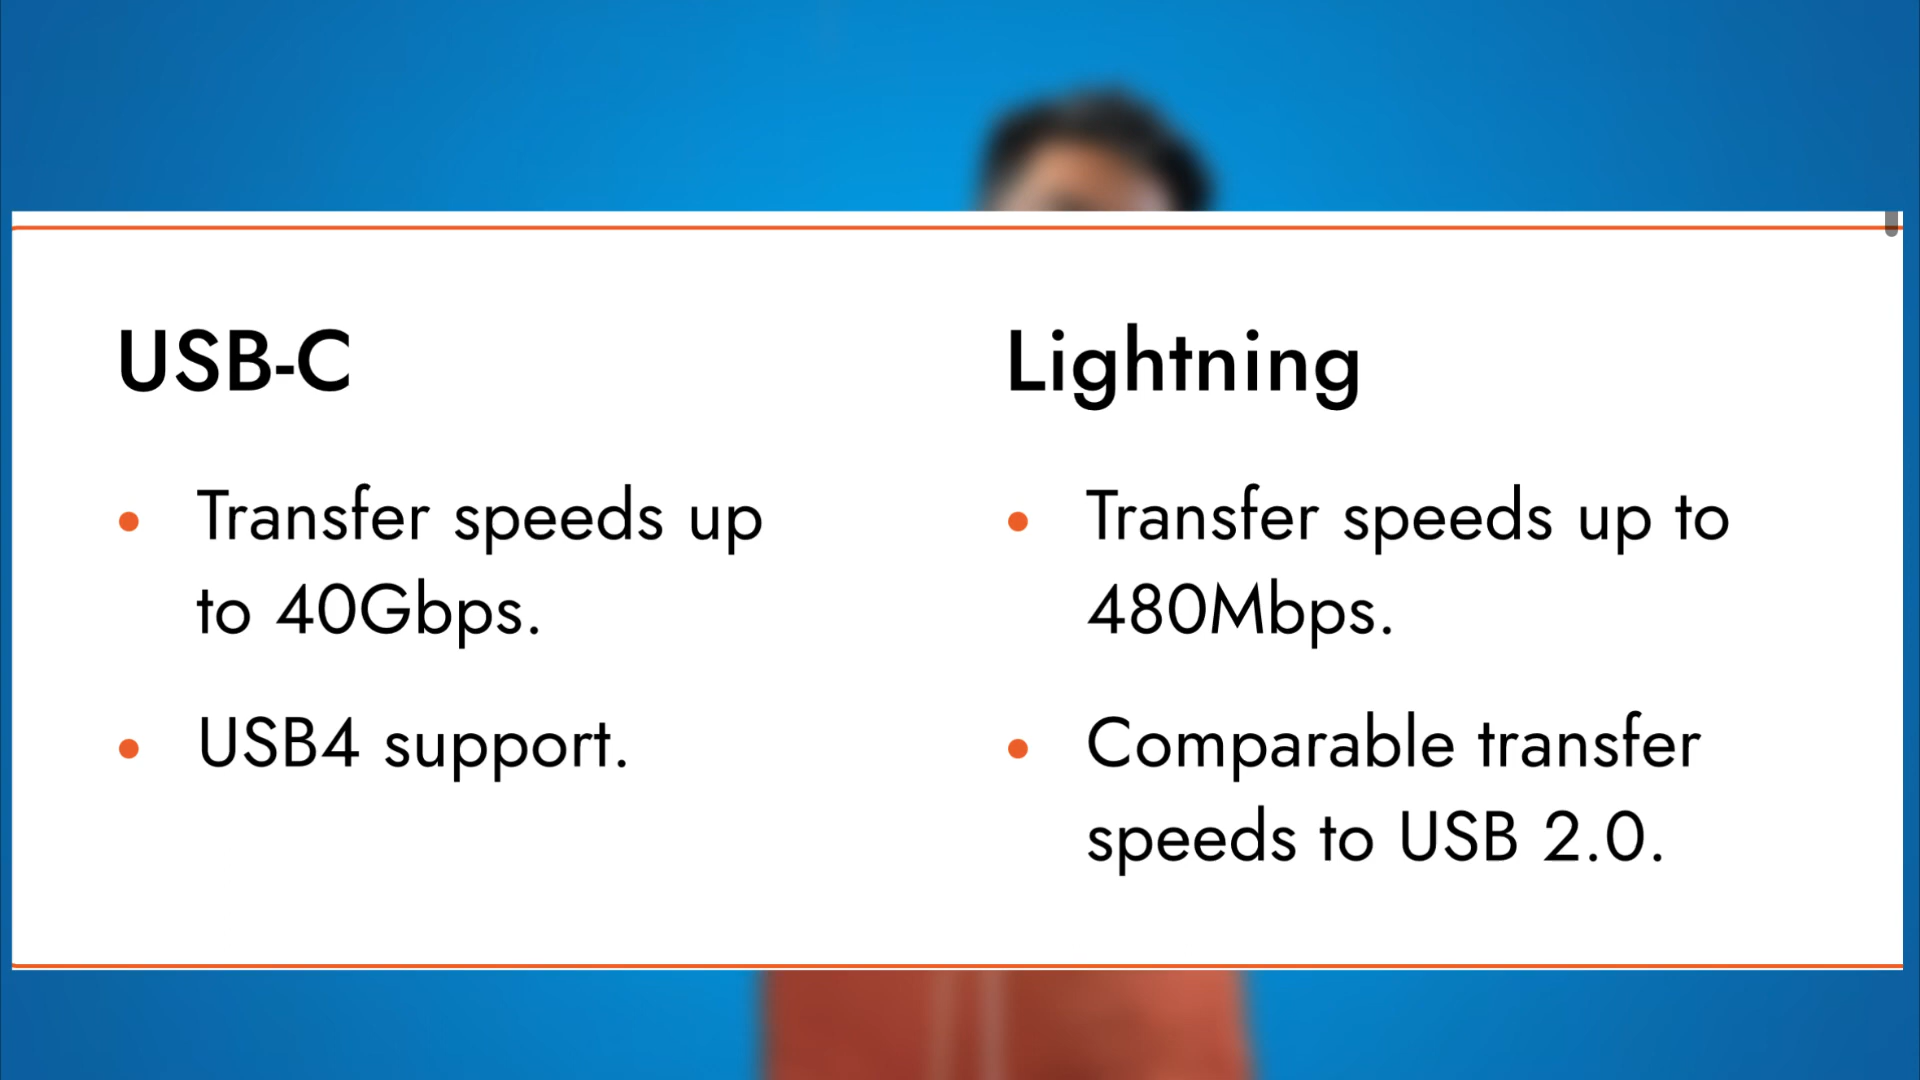 USB-C
Transfer speeds up
to 40Gbps.
USB4 support.
Lightning
Transfer speeds up to
480Mbps.
Comparable transfer
speeds to USB 2.0.